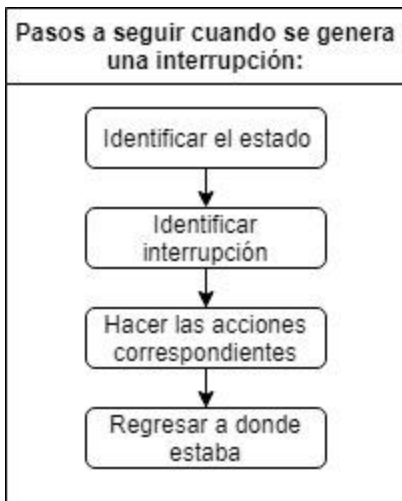 Pasos a seguir cuando se genera
una interrupción:
Identificar el estado
Identificar
interrupción
Hacer las acciones
correspondientes
Regresar a donde
estaba